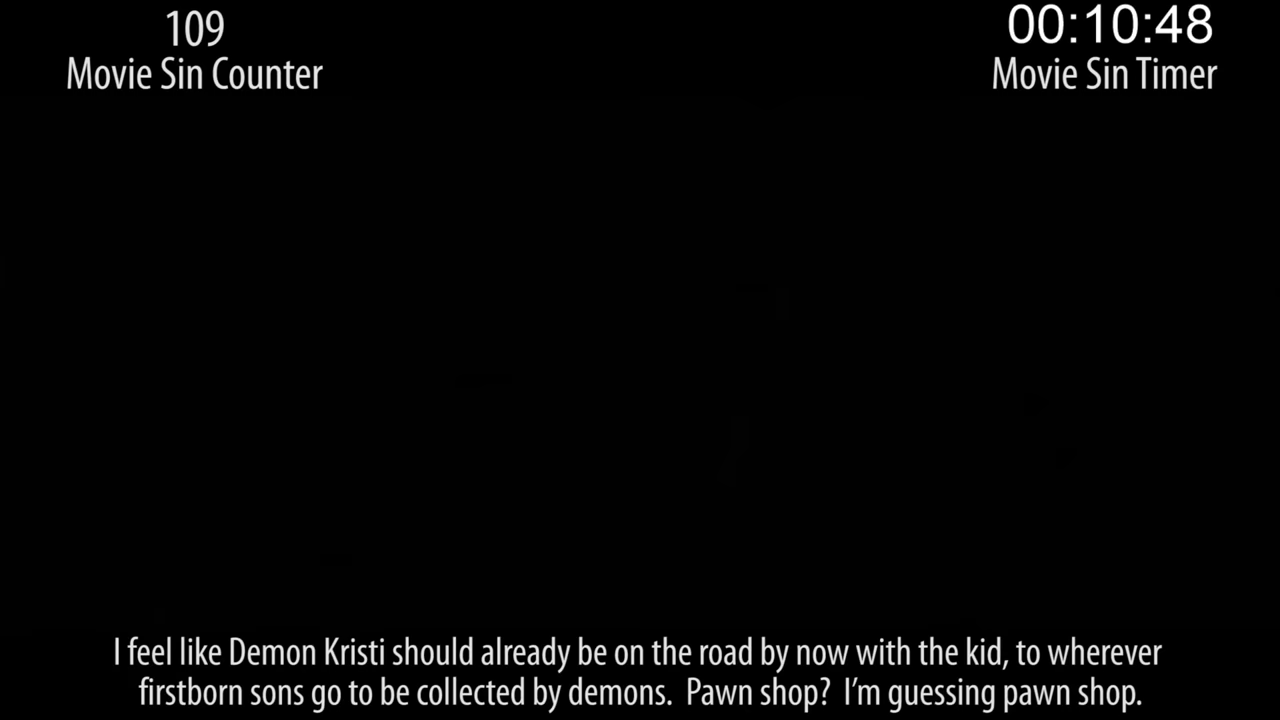 109
Movie Sin Counter
00:10:48
Movie Sin Timer
I feel like Demon Kristi should already be on the road by now with the kid, to wherever
firstborn sons go to be collected by demons.  Pawn shop?  I'm guessing pawn shop.